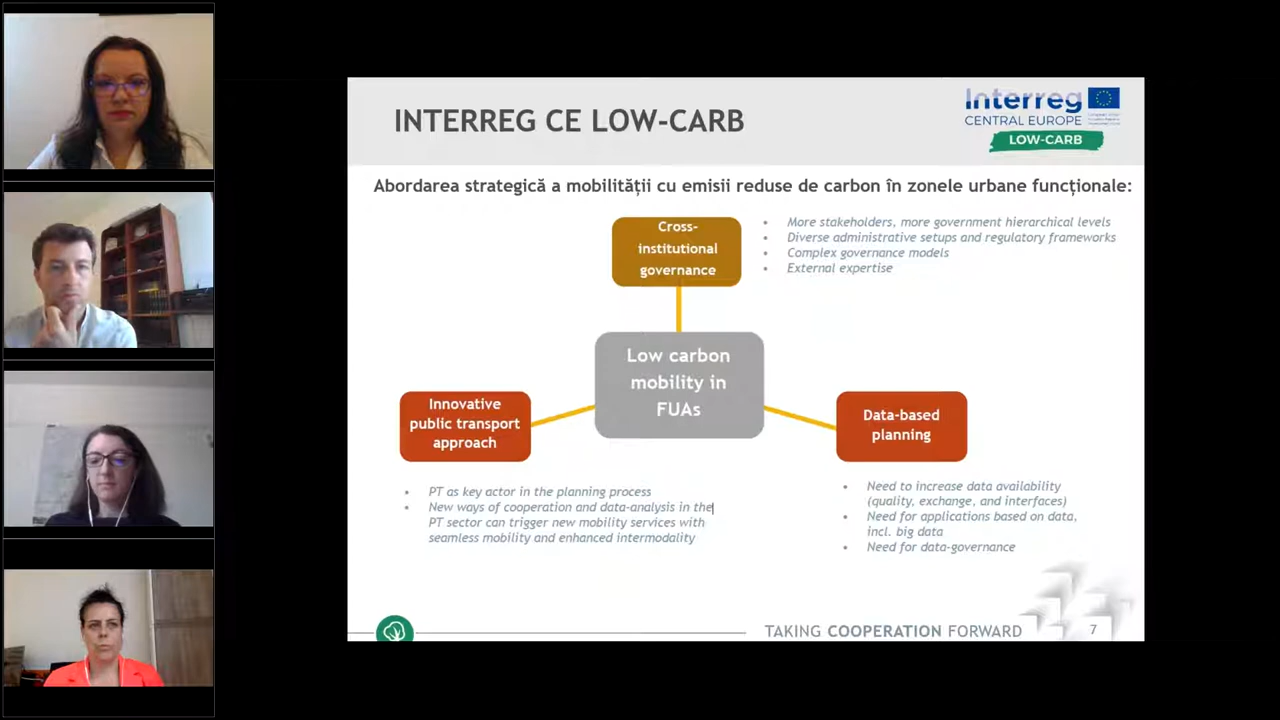 INTERREG CE LOW-CARB
Interreg
CENTRAL EUROPE
LOW-CARB
Abordarea strategică a mobilității cu emisii reduse de carbon în zonele urbane funcționale:
Cross-
institutional
governance
• More stakeholders, more government hierarchical levels
• Diverse administrative setups and regulatory frameworks
• Complex governance models
• External expertise
Low carbon
mobility in
FUAs
Innovative
public transport
approach
Data-based
planning
• PT as key actor in the planning process
• New ways of cooperation and data-analysis in the
PT sector can trigger new mobility services with
seamless mobility and enhanced intermodality
• Need to increase data availability
(quality, exchange, and interfaces)
• Need for applications based on data,
incl. big data
• Need for data-governance
TAKING COOPERATION FORWARD
7